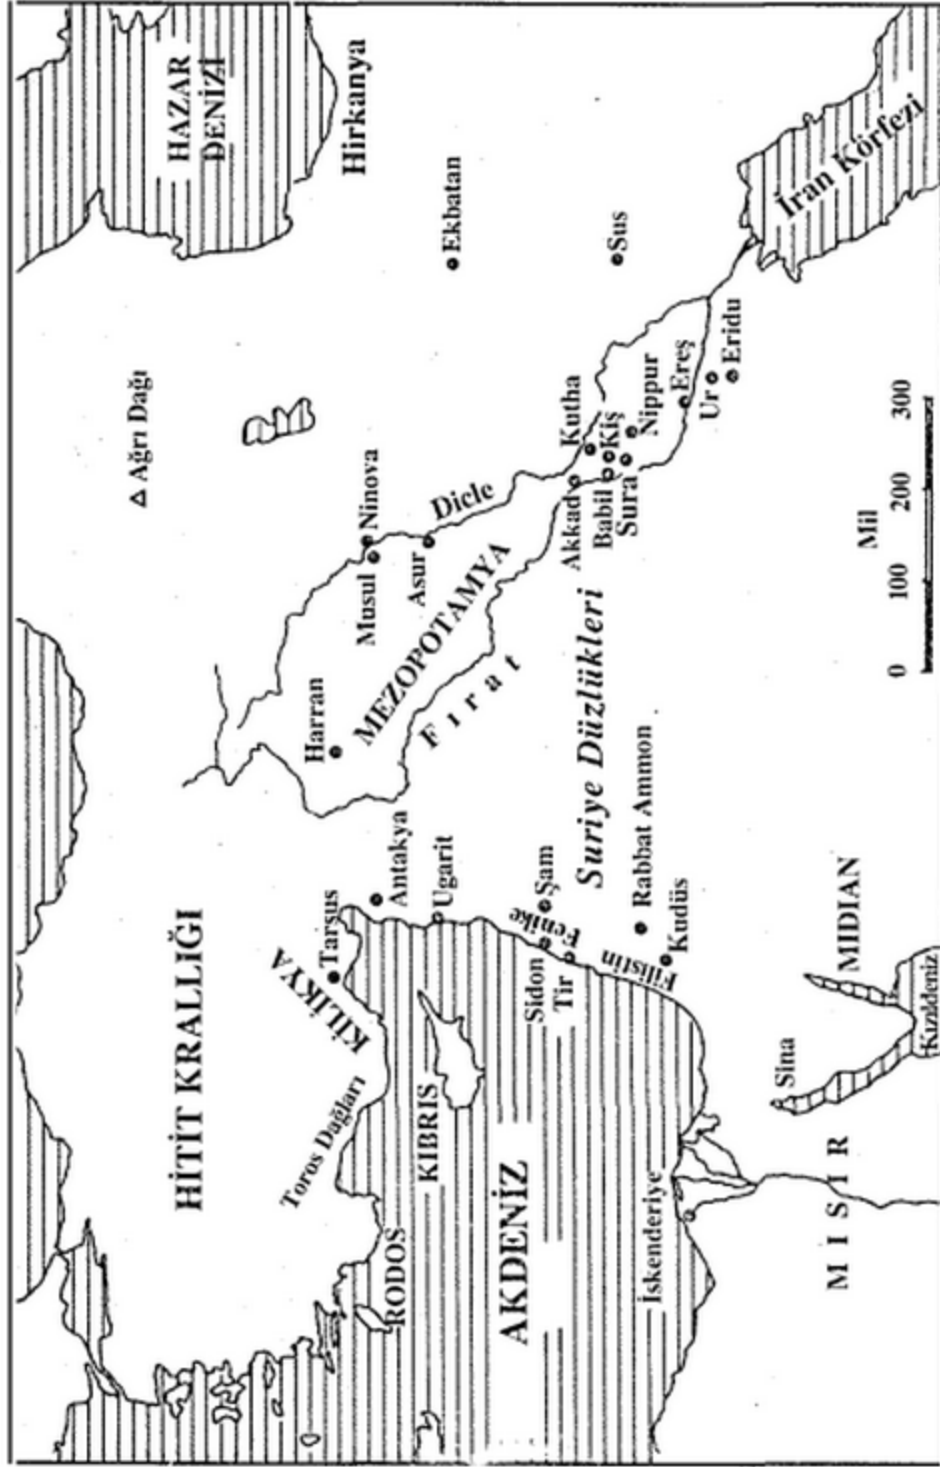 HAZAR
DENİZİ
Hirkanya
Ağrı Dağı
Ekbatan
Sus
İran Körfezi
HİTİT KRALLIĞI
Toros Dağları
KİLİKYA
Tarsus
Harran
Musul
Ninova
Asur
Dicle
MEZOPOTAMYA
Fırat
Antakya
Ugarit
RODOS
KIBRIS
AKDENİZ
Sidon
Tir
Fenike
Şam
Suriye Düzlükleri
Akkad
Kutha
Babil
Kiş
Sura
Nippur
Ereş
Ur
Eridu
Filistin
Rabbat Ammon
Kudüs
İskenderiye
MISIR
Sina
MIDIAN
Kızıldeniz
Mil
0 100 200 300